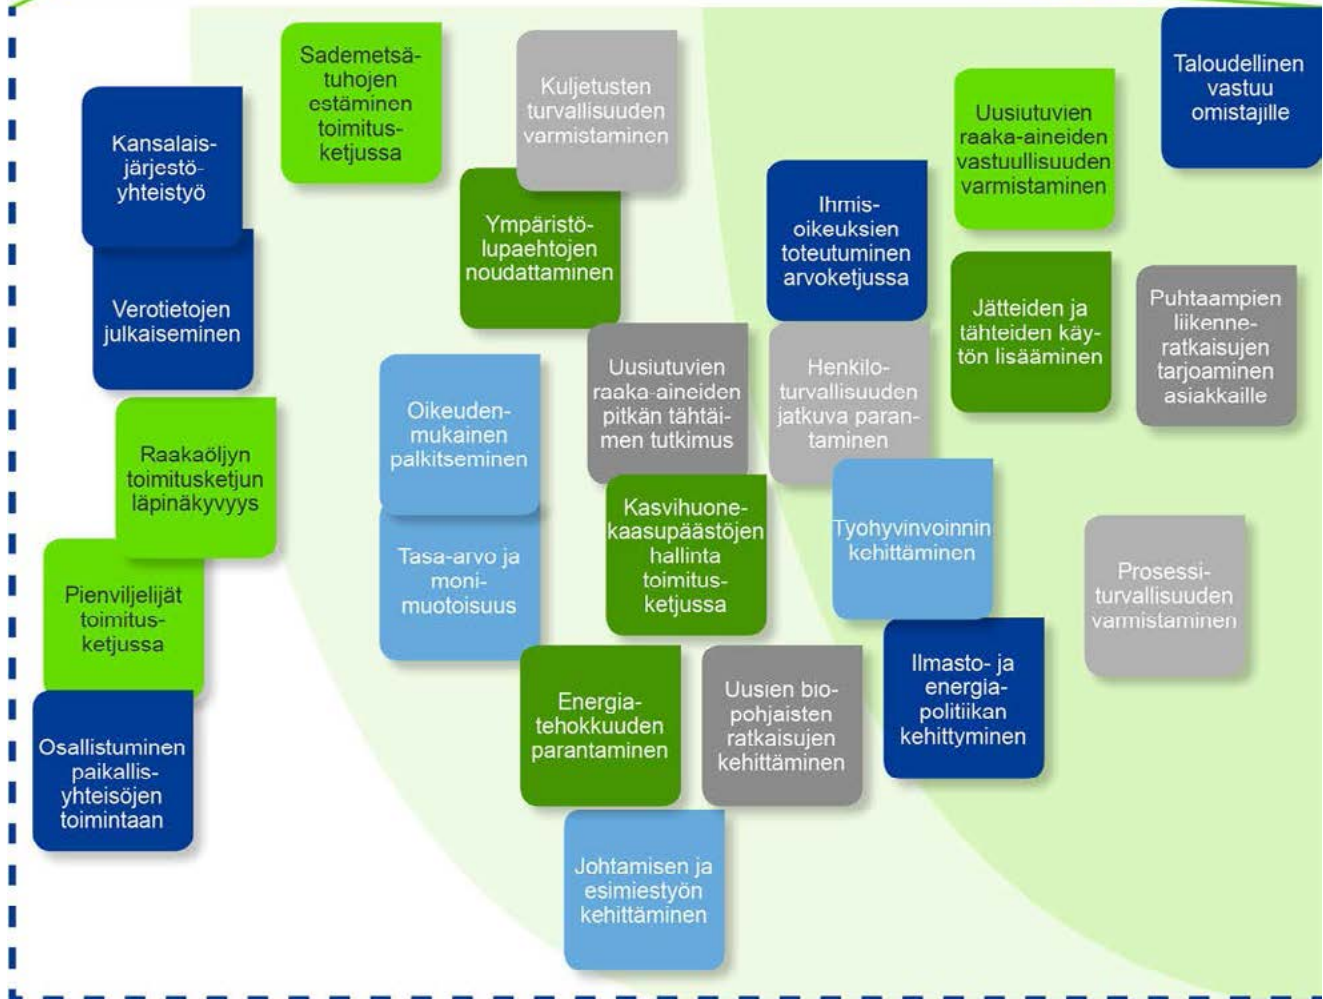 Sademetsä-
tuhojen
estäminen
toimitus-
ketjussa
Kuljetusten
turvallisuuden
varmistaminen
Taloudellinen
vastuu
omistajille
Uusiutuvien
raaka-aineiden
vastuullisuuden
varmistaminen
Kansalais-
järjestö-
yhteistyö
Ympäristö-
lupaehtojen
noudattaminen
Ihmis-
oikeuksien
toteutuminen
arvoketjussa
Verotietojen
julkaiseminen
Jätteiden ja
tähteiden käy-
tön lisääminen
Puhtaampien
liikenne-
ratkaisujen
tarjoaminen
asiakkaille
Oikeuden-
mukainen
palkitseminen
Uusiutuvien
raaka-aineiden
pitkän tähtäi-
men tutkimus
Henkilö-
turvallisuuden
jatkuva paran-
taminen
Raakaöljyn
toimitusketjun
läpinäkyvyys
Kasvihuone-
kaasupäästöjen
hallinta
toimitus-
ketjussa
Työhyvinvoinnin
kehittäminen
Tasa-arvo ja
moni-
muotoisuus
Prosessi-
turvallisuuden
varmistaminen
Pienviljelijät
toimitus-
ketjussa
Energia-
tehokkuuden
parantaminen
Uusien bio-
pohjaisten
ratkaisujen
kehittäminen
Ilmasto- ja
energia-
politiikan
kehittyminen
Osallistuminen
paikallis-
yhteisöjen
toimintaan
Johtamisen ja
esimiestyön
kehittäminen